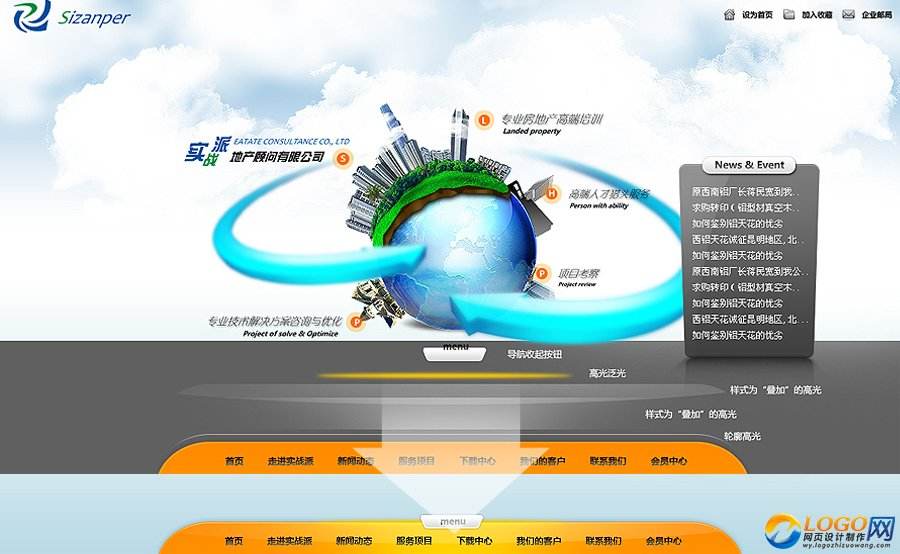 Sizanper
设为首页 加入收藏 企业邮局
L 专业房地产高端培训
Landed property
实战派 EATATE CONSULTANCE CO., LTD
地产顾问有限公司 S
News & Event
H 高端人才猎头服务
Person with ability
原西南铝厂长蒋民宽到我..
求购转印(铝型材真空木..
如何鉴别铝天花的优劣
西铝天花诚征昆明地区,北..
如何鉴别铝天花的优劣
原西南铝厂长蒋民宽到我公..
求购转印(铝型材真空木..
如何鉴别铝天花的优劣
西铝天花诚征昆明地区,北..
如何鉴别铝天花的优劣
P 项目考察
Project review
专业技术解决方案咨询与优化 P
Project of solve & Optimize
menu 导航收起按钮
高光泛光
样式为“叠加”的高光
样式为“叠加”的高光
轮廓高光
首页 走进实战派 新闻动态 服务项目 下载中心 我们的客户 联系我们 会员中心
menu
首页 走进实战派 新闻动态 服务项目 下载中心 我们的客户 联系我们 会员中心
LOGO网
网页设计制作
wy.logozhizuowang.com